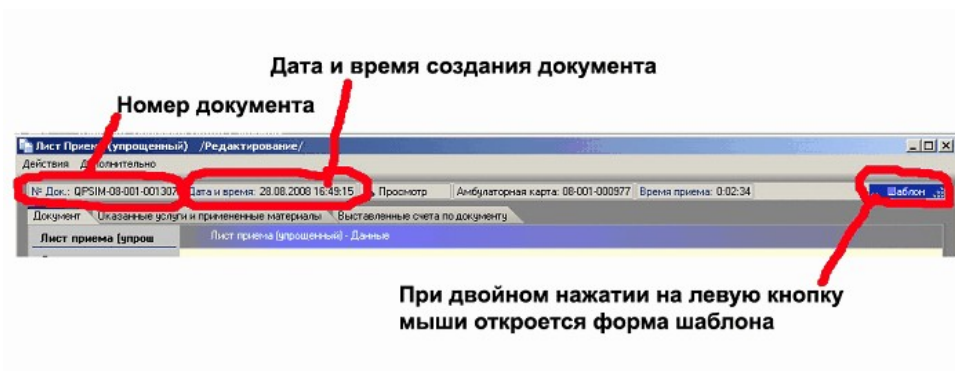 Дата и время создания документа
Номер документа
Лист Приема (упрощенный) /Редактирование/
Действия Дополнительно
№ Док.: QPSIM-08-001-001307 Дата и время: 28.08.2008 16:49:15 Просмотр Амбулаторная карта: 08-001-000977 Время приема: 0:02:34 Шаблон
Документ Оказанные услуги и примененные материалы Выставленные счета по документу
Лист приема (упрош Лист приема (упрошенный) - Данные
При двойном нажатии на левую кнопку
мыши откроется форма шаблона